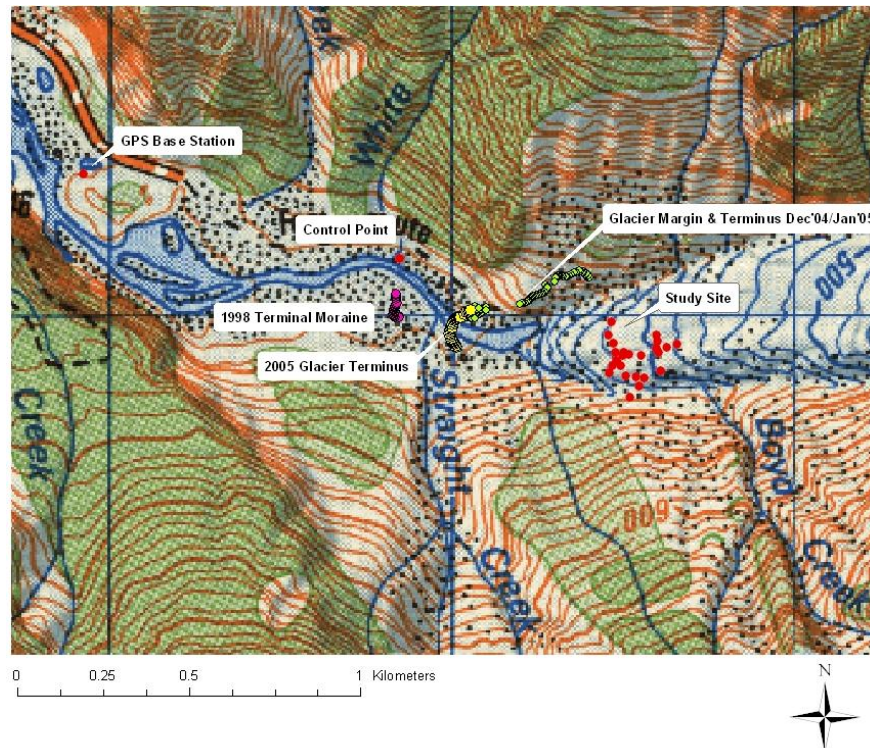 600
GPS Base Station
White
Control Point
Glacier Margin & Terminus Dec'04/Jan'05
Study Site
500
1998 Terminal Moraine
2005 Glacier Terminus
Creek
Straight
Creek
Boyd
Creek
600
0 0.25 0.5 1 Kilometers
N